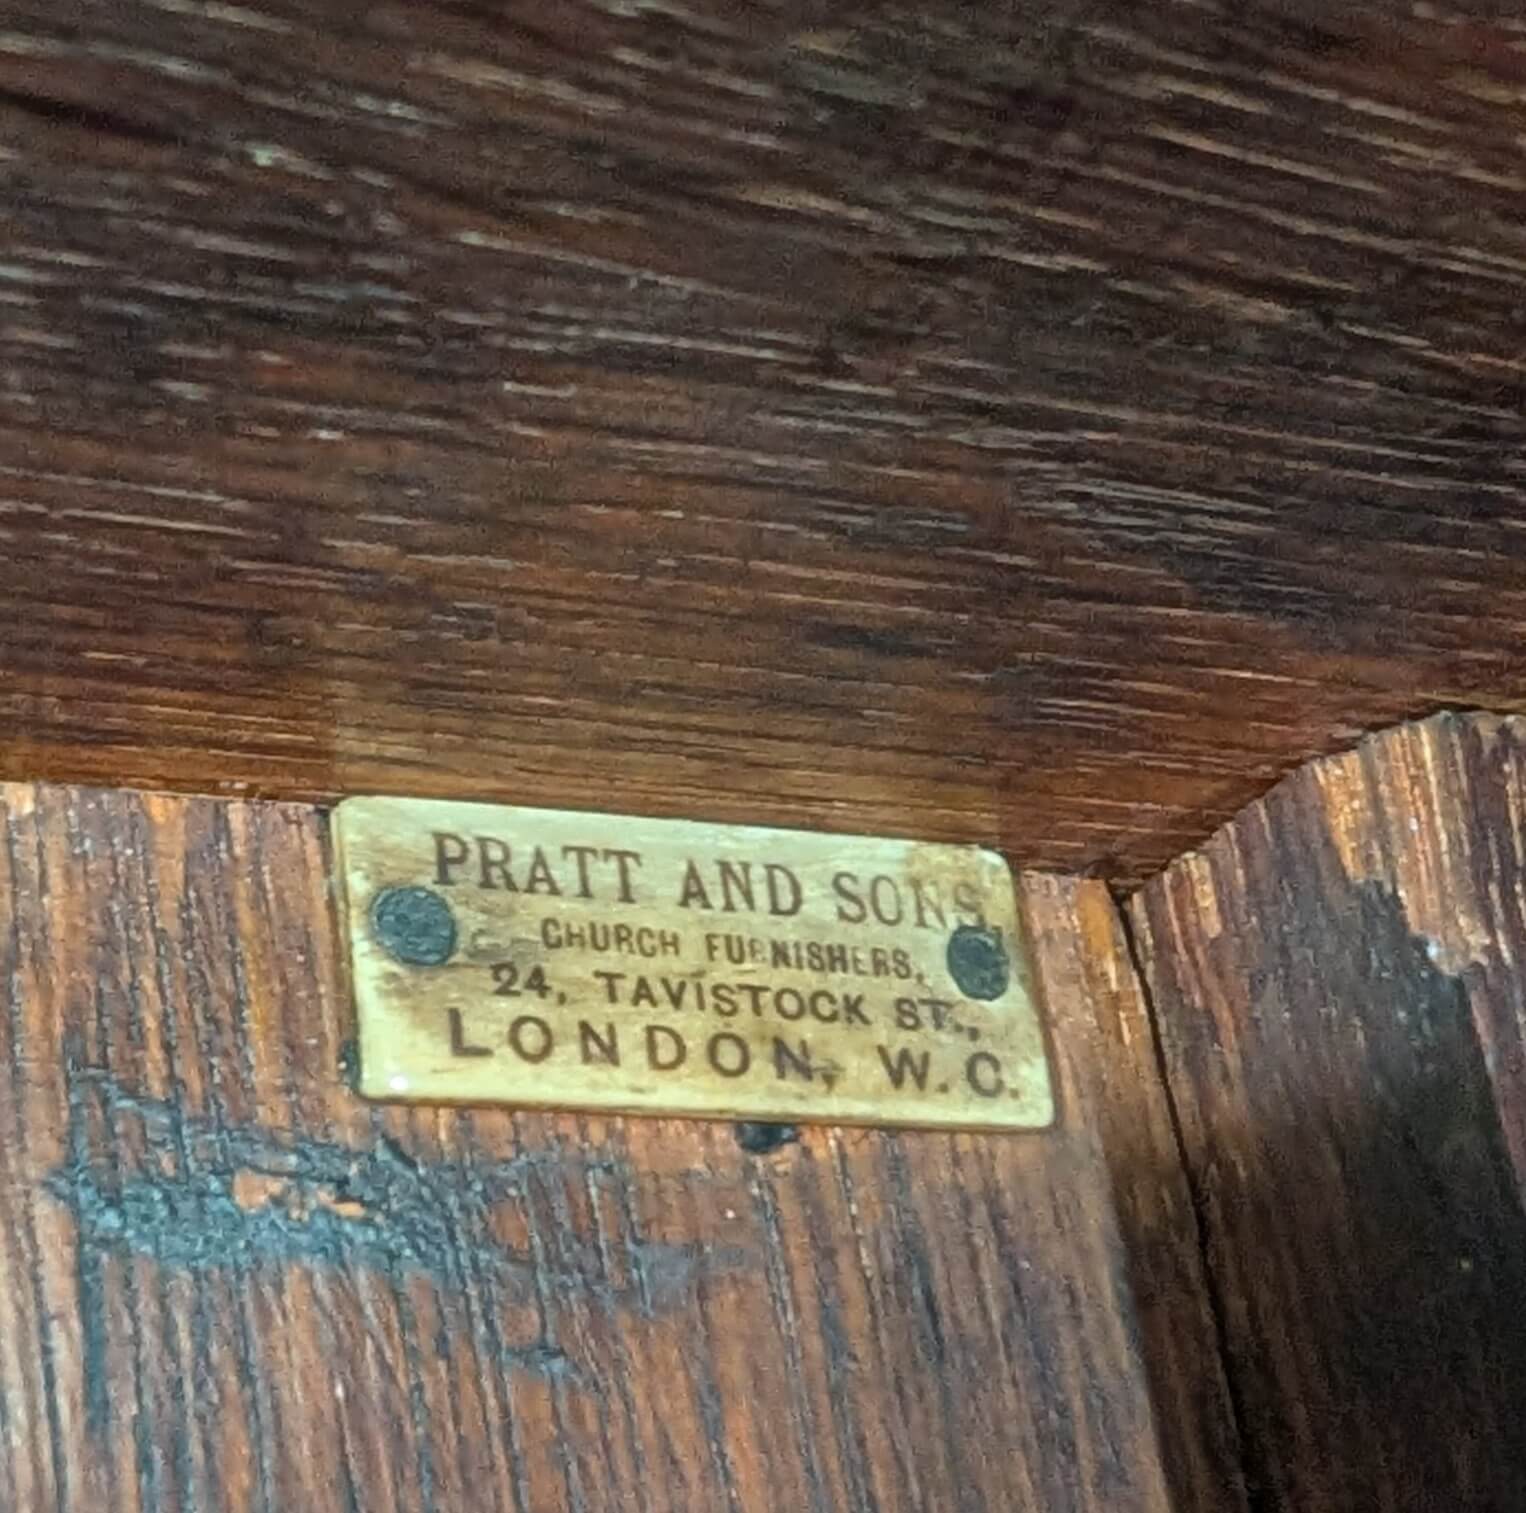 PRATT AND SONS,
CHURCH FURNISHERS,
24, TAVISTOCK ST.,
LONDON, W.C.